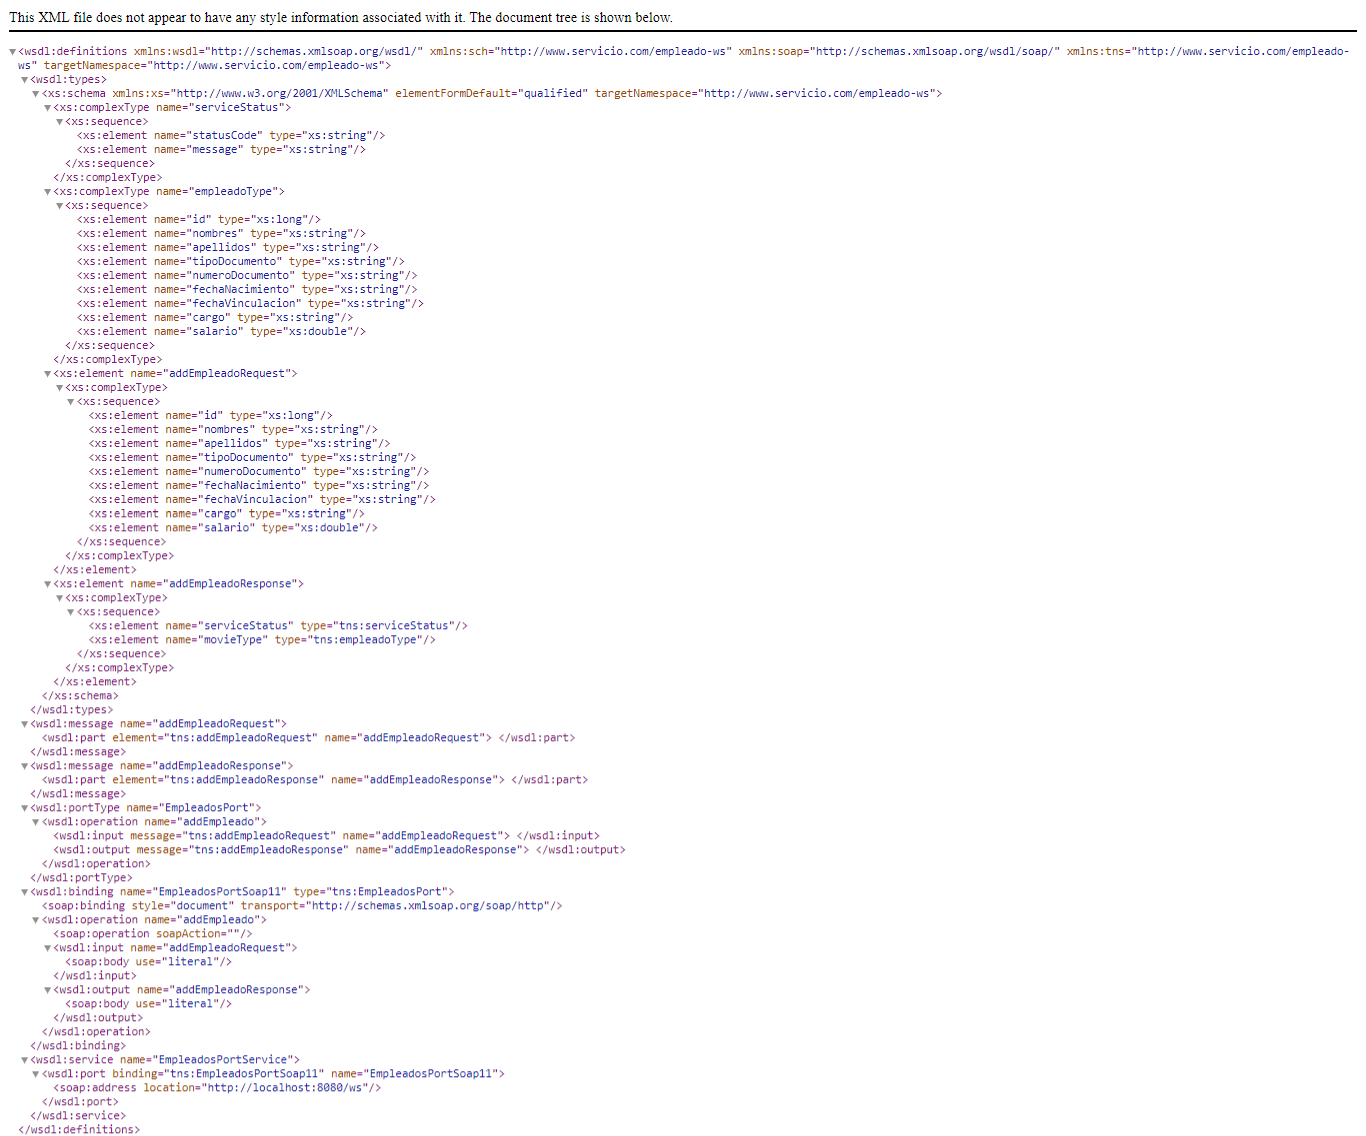 This XML file does not appear to have any style information associated with it. The document tree is shown below.
▼<wsdl:definitions xmlns:wsdl="http://schemas.xmlsoap.org/wsdl/" xmlns:sch="http://www.servicio.com/empleado-ws" xmlns:soap="http://schemas.xmlsoap.org/wsdl/soap/" xmlns:tns="http://www.servicio.com/empleado-
ws" targetNamespace="http://www.servicio.com/empleado-ws">
▼<wsdl:types>
▼<xs:schema xmlns:xs="http://www.w3.org/2001/XMLSchema" elementFormDefault="qualified" targetNamespace="http://www.servicio.com/empleado-ws">
▼<xs:complexType name="serviceStatus">
▼<xs:sequence>
<xs:element name="statusCode" type="xs:string"/>
<xs:element name="message" type="xs:string"/>
</xs:sequence>
</xs:complexType>
▼<xs:complexType name="empleadoType">
▼<xs:sequence>
<xs:element name="id" type="xs:long"/>
<xs:element name="nombres" type="xs:string"/>
<xs:element name="apellidos" type="xs:string"/>
<xs:element name="tipoDocumento" type="xs:string"/>
<xs:element name="numeroDocumento" type="xs:string"/>
<xs:element name="fechaNacimiento" type="xs:string"/>
<xs:element name="fechaVinculacion" type="xs:string"/>
<xs:element name="cargo" type="xs:string"/>
<xs:element name="salario" type="xs:double"/>
</xs:sequence>
</xs:complexType>
▼<xs:element name="addEmpleadoRequest">
▼<xs:complexType>
▼<xs:sequence>
<xs:element name="id" type="xs:long"/>
<xs:element name="nombres" type="xs:string"/>
<xs:element name="apellidos" type="xs:string"/>
<xs:element name="tipoDocumento" type="xs:string"/>
<xs:element name="numeroDocumento" type="xs:string"/>
<xs:element name="fechaNacimiento" type="xs:string"/>
<xs:element name="fechaVinculacion" type="xs:string"/>
<xs:element name="cargo" type="xs:string"/>
<xs:element name="salario" type="xs:double"/>
</xs:sequence>
</xs:complexType>
</xs:element>
▼<xs:element name="addEmpleadoResponse">
▼<xs:complexType>
▼<xs:sequence>
<xs:element name="serviceStatus" type="tns:serviceStatus"/>
<xs:element name="movieType" type="tns:empleadoType"/>
</xs:sequence>
</xs:complexType>
</xs:element>
</xs:schema>
</wsdl:types>
▼<wsdl:message name="addEmpleadoRequest">
<wsdl:part element="tns:addEmpleadoRequest" name="addEmpleadoRequest"> </wsdl:part>
</wsdl:message>
▼<wsdl:message name="addEmpleadoResponse">
<wsdl:part element="tns:addEmpleadoResponse" name="addEmpleadoResponse"> </wsdl:part>
</wsdl:message>
▼<wsdl:portType name="EmpleadosPort">
▼<wsdl:operation name="addEmpleado">
<wsdl:input message="tns:addEmpleadoRequest" name="addEmpleadoRequest"> </wsdl:input>
<wsdl:output message="tns:addEmpleadoResponse" name="addEmpleadoResponse"> </wsdl:output>
</wsdl:operation>
</wsdl:portType>
▼<wsdl:binding name="EmpleadosPortSoap11" type="tns:EmpleadosPort">
<soap:binding style="document" transport="http://schemas.xmlsoap.org/soap/http"/>
▼<wsdl:operation name="addEmpleado">
<soap:operation soapAction=""/>
▼<wsdl:input name="addEmpleadoRequest">
<soap:body use="literal"/>
</wsdl:input>
▼<wsdl:output name="addEmpleadoResponse">
<soap:body use="literal"/>
</wsdl:output>
</wsdl:operation>
</wsdl:binding>
▼<wsdl:service name="EmpleadosPortService">
▼<wsdl:port binding="tns:EmpleadosPortSoap11" name="EmpleadosPortSoap11">
<soap:address location="http://localhost:8080/ws"/>
</wsdl:port>
</wsdl:service>
</wsdl:definitions>